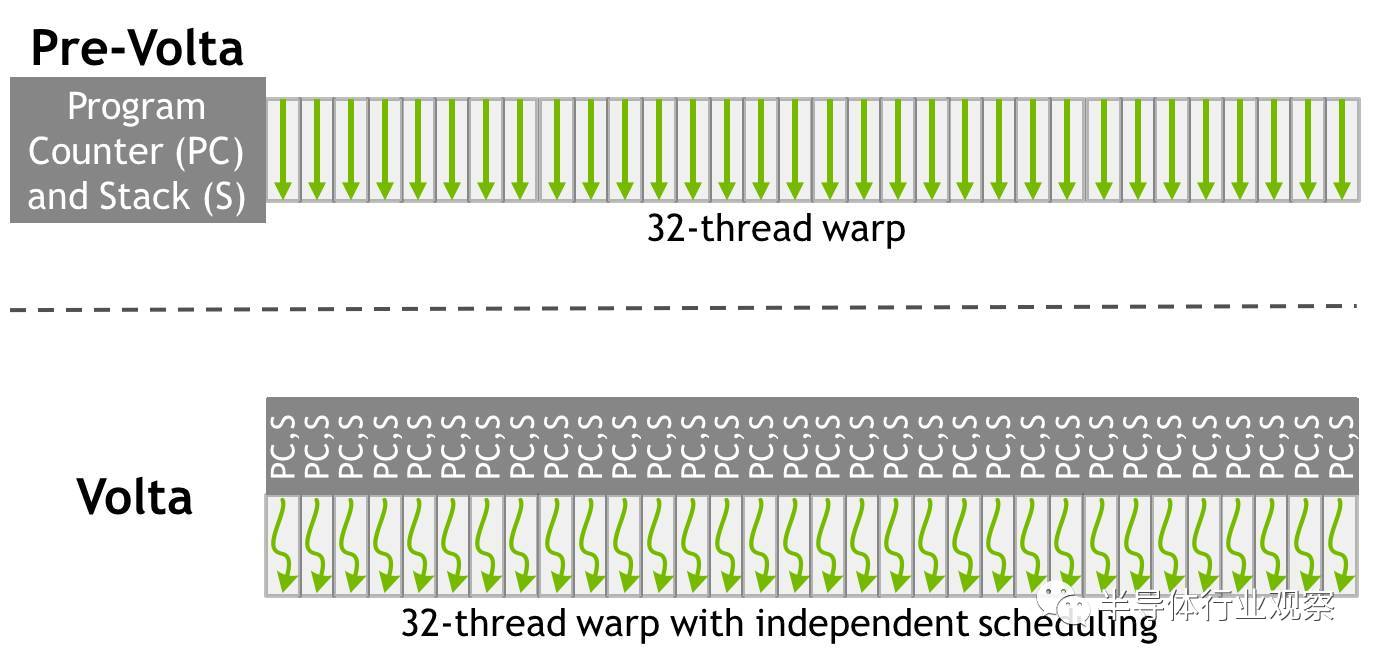 Pre-Volta
Program
Counter (PC)
and Stack (S)
32-thread warp
PC,S PC,S PC,S PC,S PC,S PC,S PC,S PC,S PC,S PC,S PC,S PC,S PC,S PC,S PC,S PC,S PC,S PC,S PC,S PC,S PC,S PC,S PC,S PC,S PC,S PC,S PC,S PC,S PC,S PC,S PC,S PC,S
Volta
半导体行业观察
32-thread warp with independent scheduling